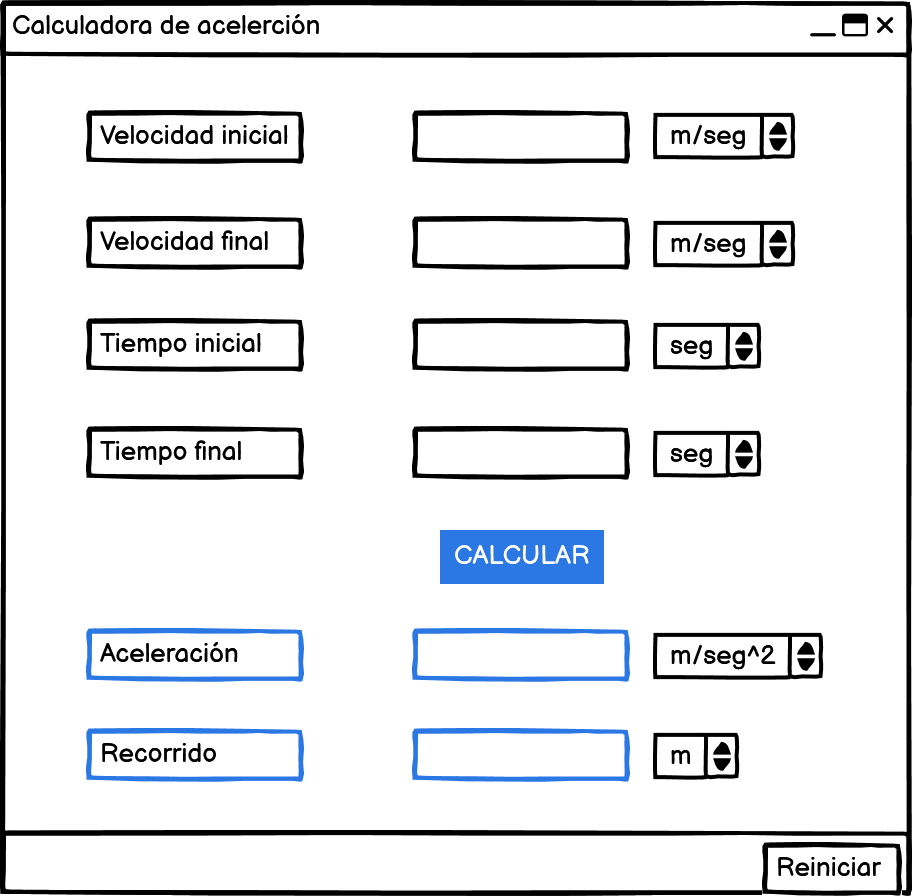 Calculadora de acelerción
Velocidad inicial
m/seg
Velocidad final
m/seg
Tiempo inicial
seg
Tiempo final
seg
CALCULAR
Aceleración
m/seg^2
Recorrido
m
Reiniciar